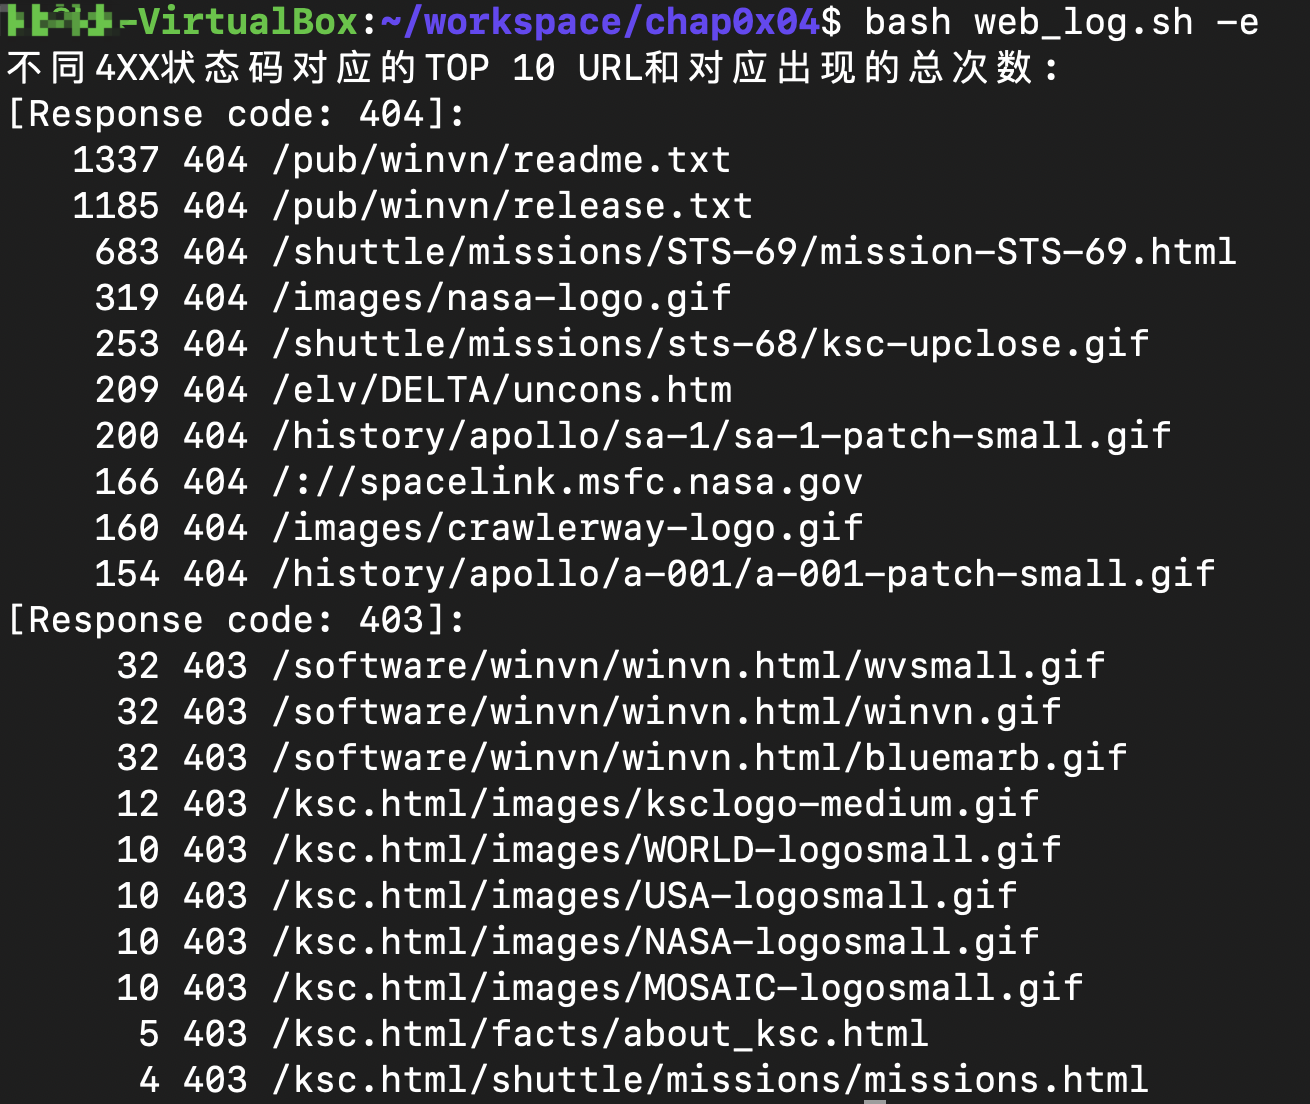 -VirtualBox:~/workspace/chap0x04$ bash web_log.sh -e
不同4XX状态码对应的TOP 10 URL和对应出现的总次数：
[Response code: 404]:
1337 404 /pub/winvn/readme.txt
1185 404 /pub/winvn/release.txt
683 404 /shuttle/missions/STS-69/mission-STS-69.html
319 404 /images/nasa-logo.gif
253 404 /shuttle/missions/sts-68/ksc-upclose.gif
209 404 /elv/DELTA/uncons.htm
200 404 /history/apollo/sa-1/sa-1-patch-small.gif
166 404 /://spacelink.msfc.nasa.gov
160 404 /images/crawlerway-logo.gif
154 404 /history/apollo/a-001/a-001-patch-small.gif
[Response code: 403]:
32 403 /software/winvn/winvn.html/wvsmall.gif
32 403 /software/winvn/winvn.html/winvn.gif
32 403 /software/winvn/winvn.html/bluemarb.gif
12 403 /ksc.html/images/ksclogo-medium.gif
10 403 /ksc.html/images/WORLD-logosmall.gif
10 403 /ksc.html/images/USA-logosmall.gif
10 403 /ksc.html/images/NASA-logosmall.gif
10 403 /ksc.html/images/MOSAIC-logosmall.gif
5 403 /ksc.html/facts/about_ksc.html
4 403 /ksc.html/shuttle/missions/missions.html